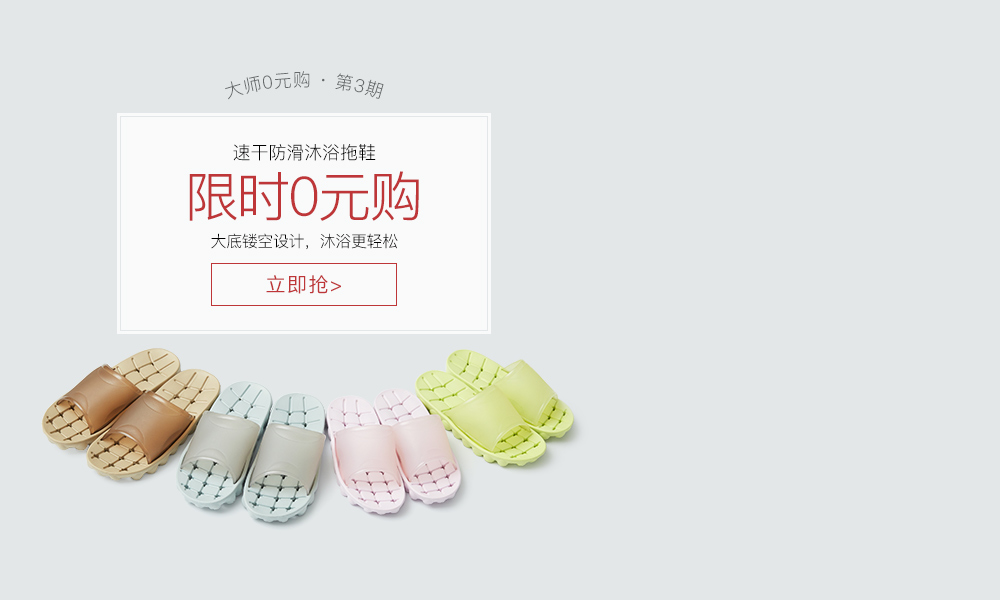 大师0元购 · 第3期
速干防滑沐浴拖鞋
限时0元购
大底镂空设计，沐浴更轻松
立即抢>